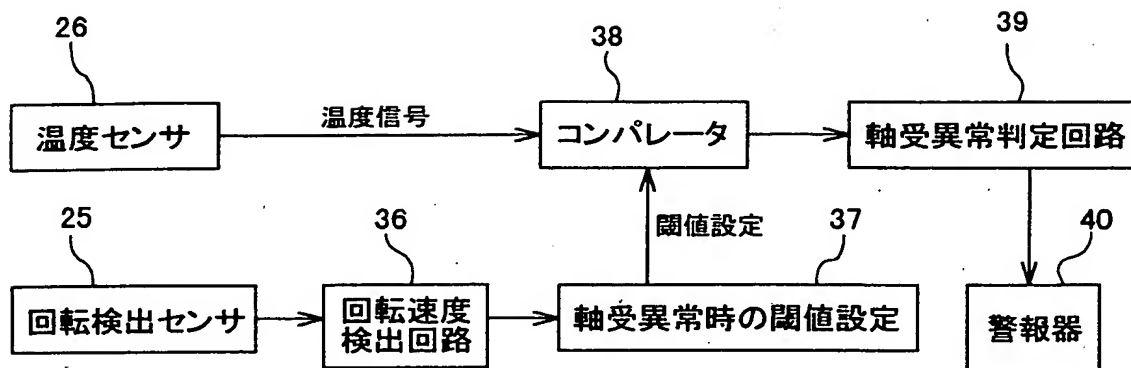 26
38
39
温度センサ
温度信号
コンパレータ
軸受異常判定回路
25
36
閾値設定
37
40
回転検出センサ
回転速度
検出回路
軸受異常時の閾値設定
警報器